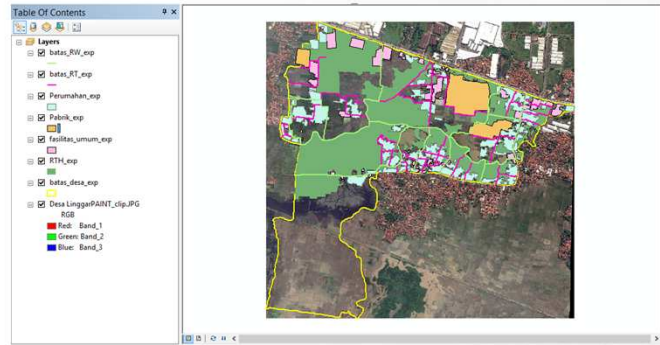 Table Of Contents
Layers
batas_RW_exp
batas_RT_exp
Perumahan_exp
Pabrik_exp
fasilitas_umum_exp
RTH_exp
batas_desa_exp
Desa LinggarPAINT_clip.JPG
RGB
Red: Band_1
Green: Band_2
Blue: Band_3